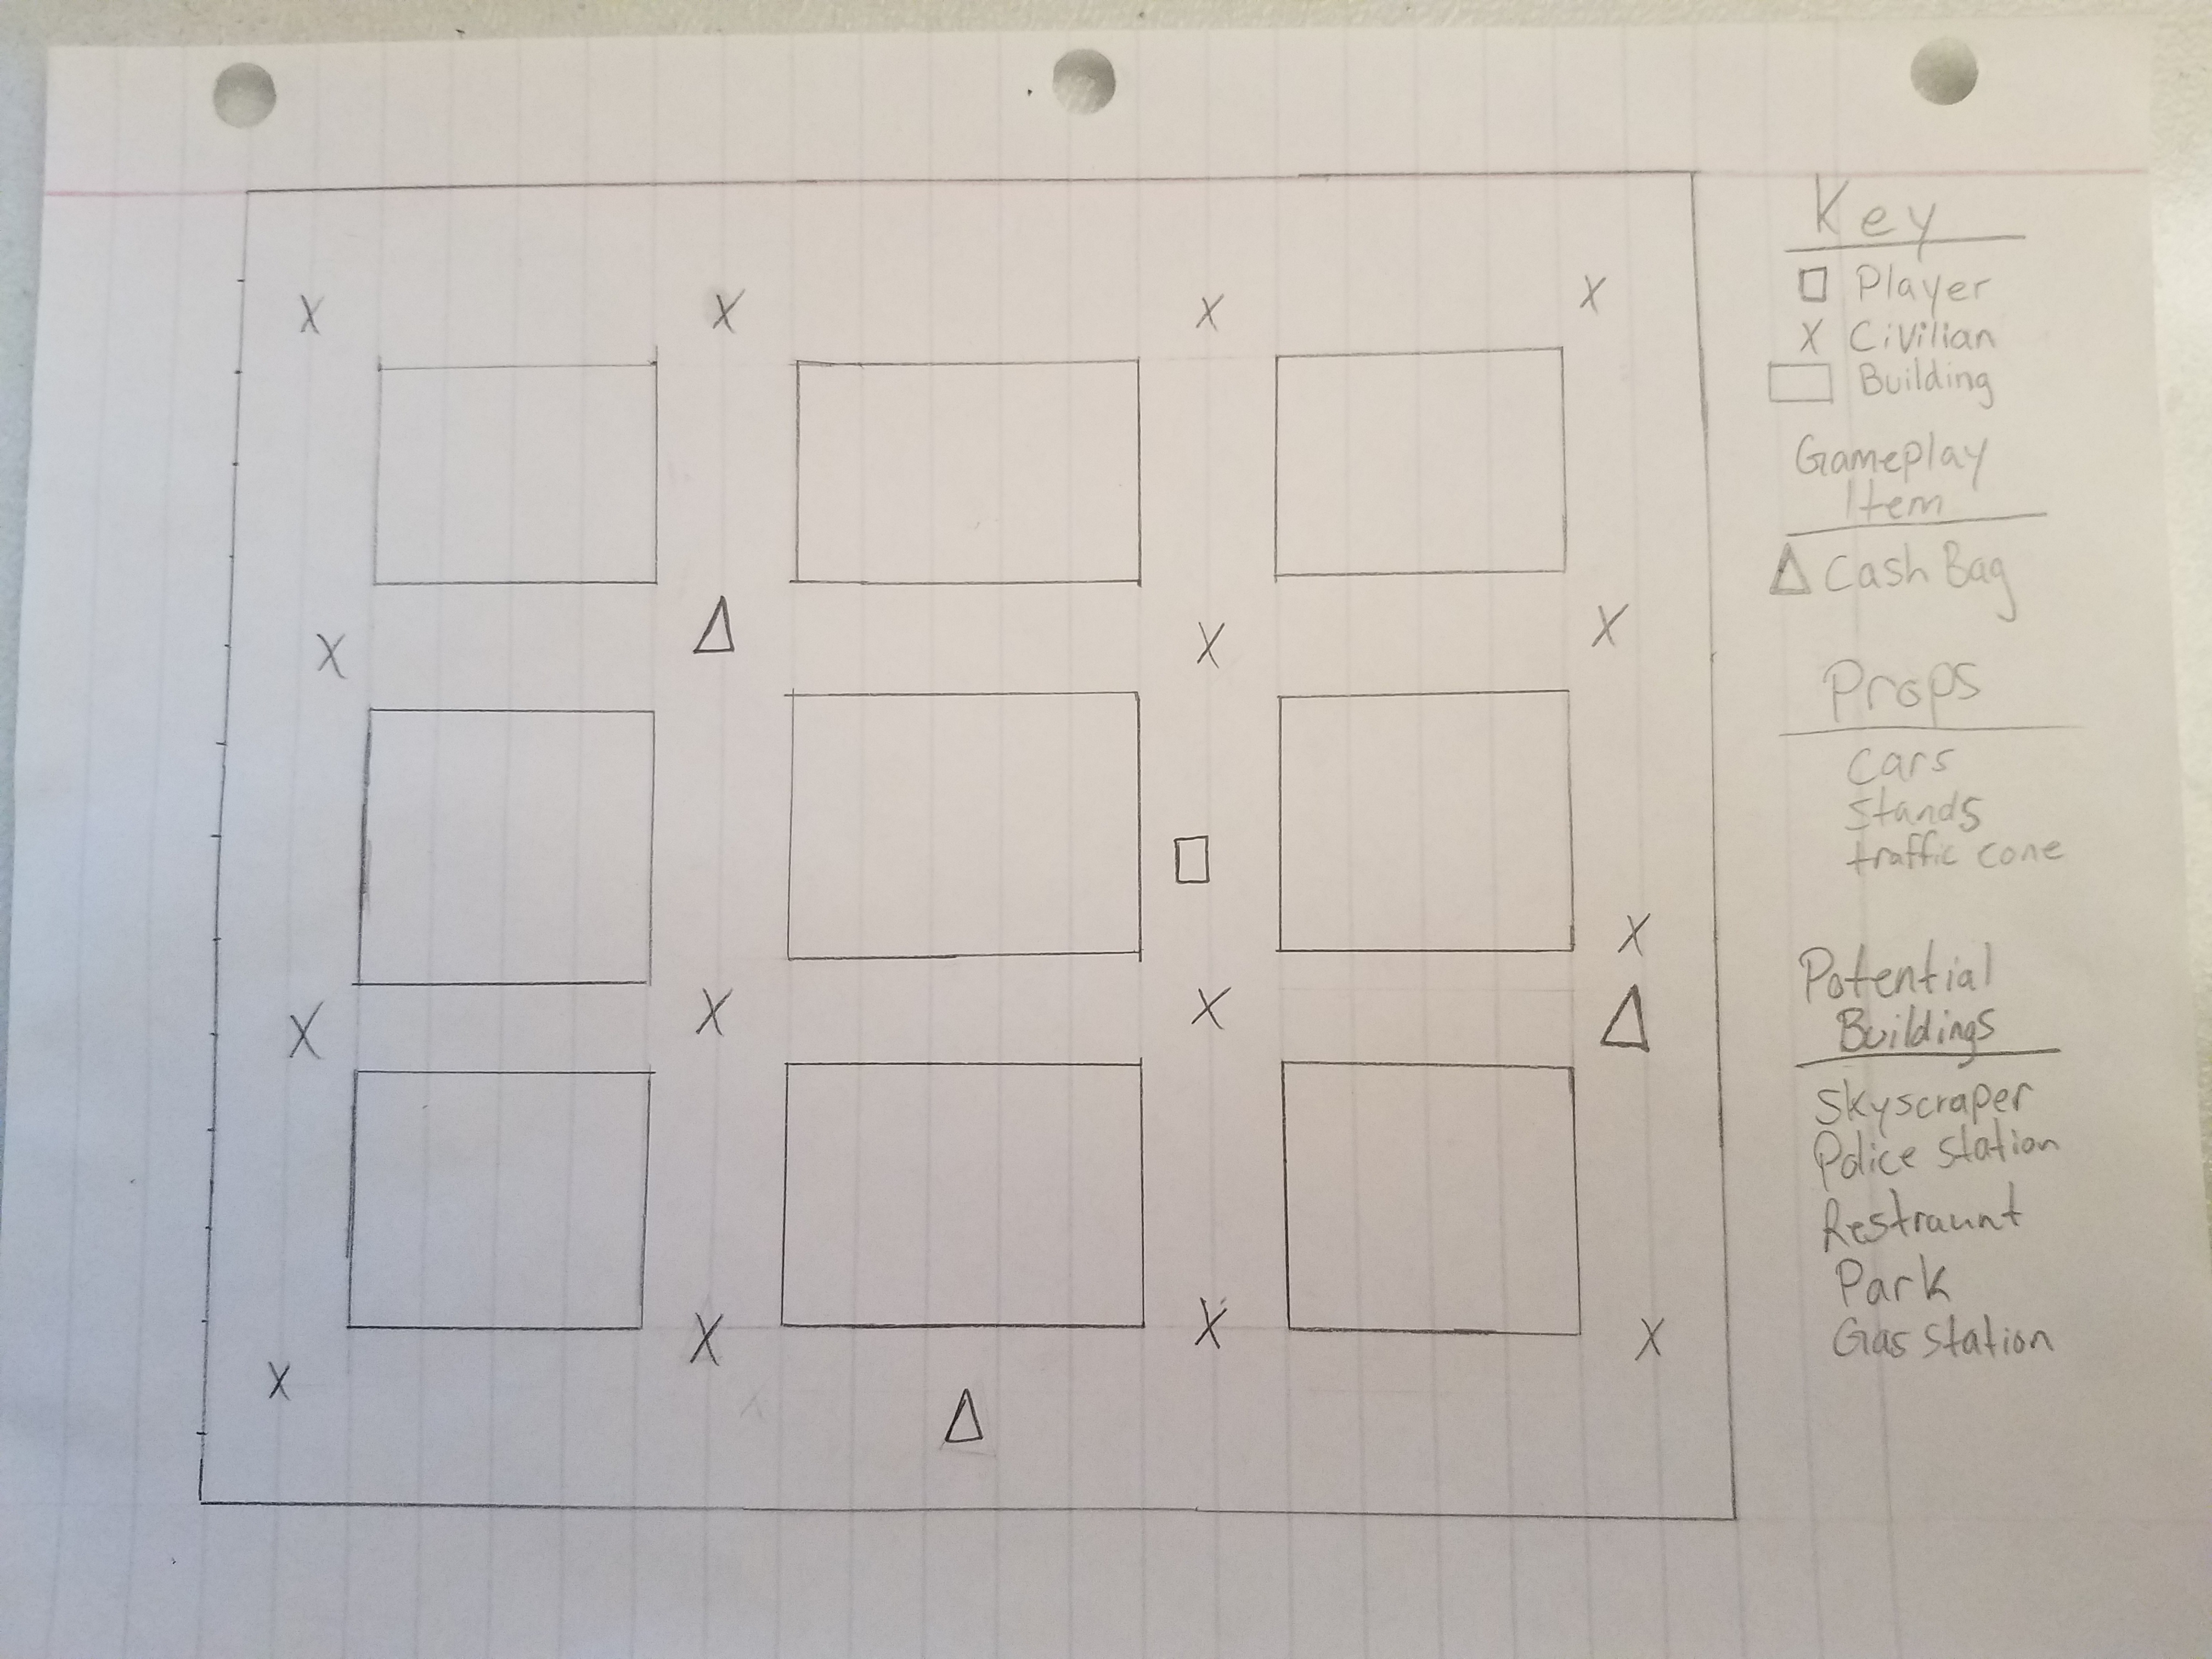 Key
Player
X Civilian
Building
Gameplay
Item
Cash Bag
Props
Cars
Stands
traffic cone
Potential
Buildings
Skyscraper
Police station
Restraunt
Park
Gas station
X X X X
X X X
X
X X X
X X X
X